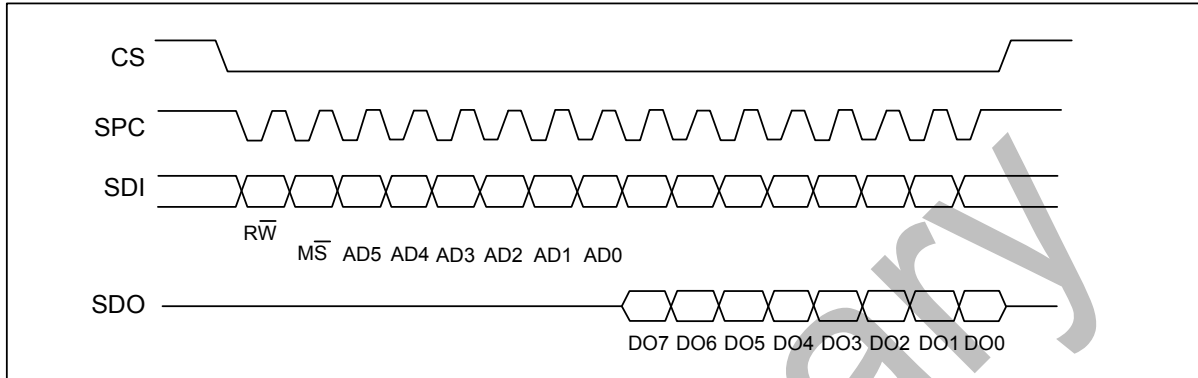 CS
SPC
SDI
RW̅
MS̅ AD5 AD4 AD3 AD2 AD1 AD0
SDO
DO7 DO6 DO5 DO4 DO3 DO2 DO1 DO0
ary